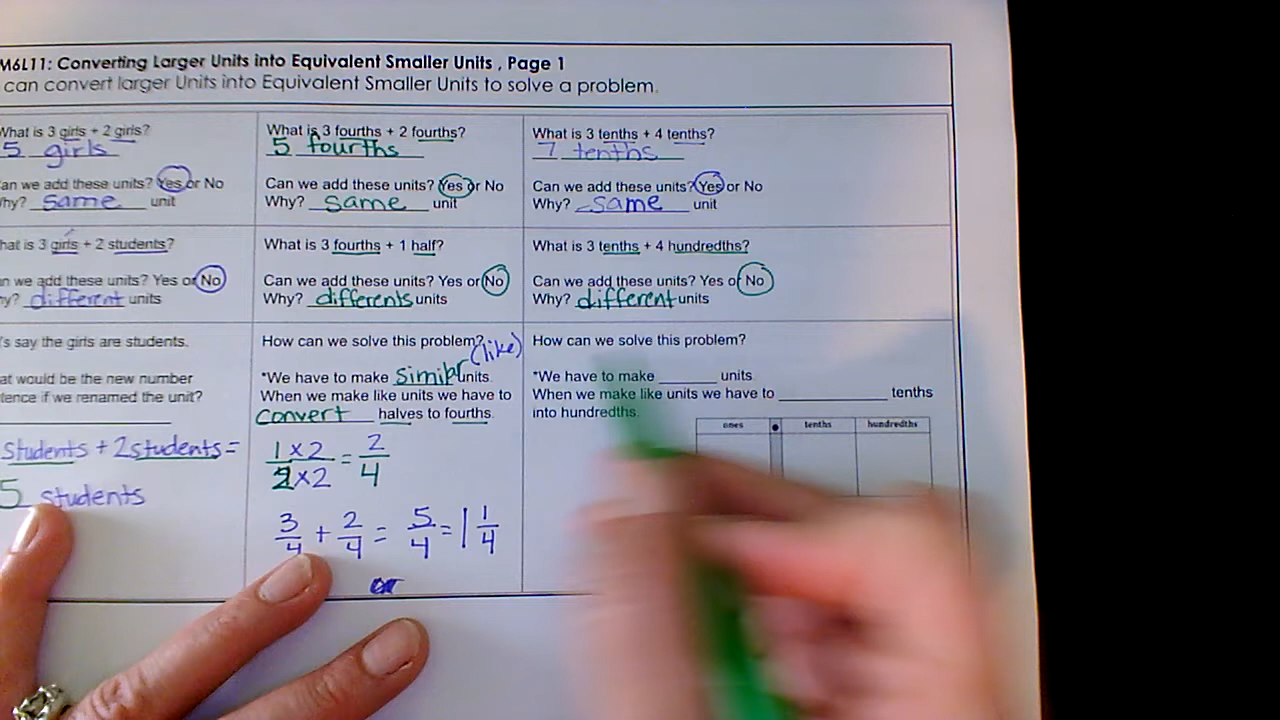 M6L11: Converting Larger Units into Equivalent Smaller Units , Page 1
can convert larger Units into Equivalent Smaller Units to solve a problem.
What is 3 girls + 2 girls?
5 girls
an we add these units? Yes or No
hy? same unit
What is 3 fourths + 2 fourths?
5 fourths
Can we add these units? Yes or No
Why? same unit
What is 3 tenths + 4 tenths?
7 tenths
Can we add these units? Yes or No
Why? same unit
hat is 3 girls + 2 students?
n we add these units? Yes or No
y? different units
What is 3 fourths + 1 half?
Can we add these units? Yes or No
Why? differents units
What is 3 tenths + 4 hundredths?
Can we add these units? Yes or No
Why? different units
's say the girls are students.
at would be the new number
tence if we renamed the unit?
students + 2 students =
5 students
How can we solve this problem? (like)
*We have to make similar units.
When we make like units we have to
convert halves to fourths.
1 x 2 / 2 x 2 = 2/4
3/4 + 2/4 = 5/4 = 1 1/4
or
How can we solve this problem?
*We have to make ______ units
When we make like units we have to ____________ tenths
into hundredths.
ones . tenths hundredths